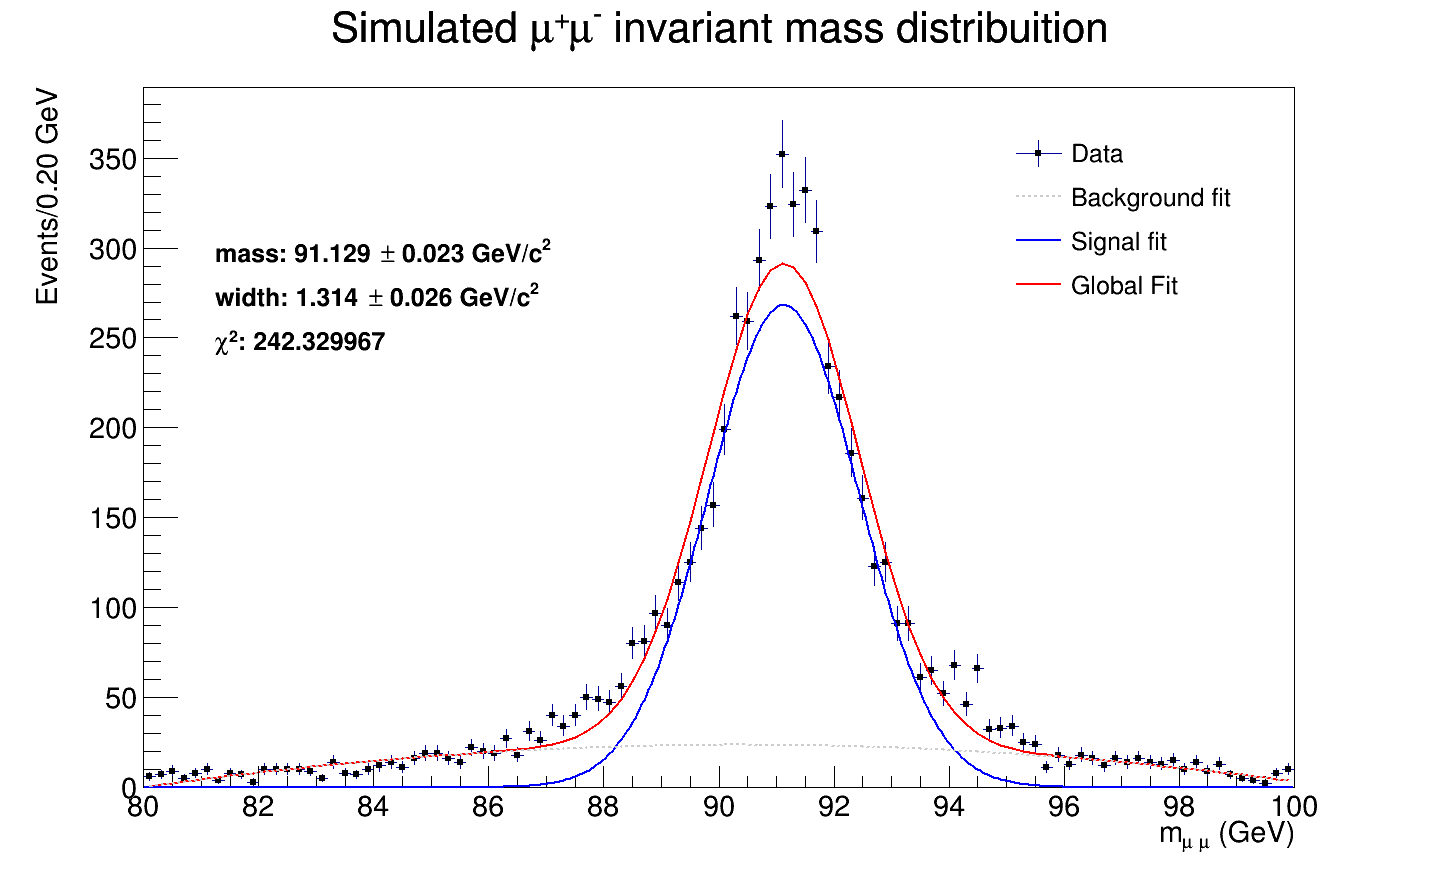 Simulated μ⁺μ⁻ invariant mass distribuition
Events/0.20 GeV
350
300
250
200
150
100
50
0
mass: 91.129 ± 0.023 GeV/c²
width: 1.314 ± 0.026 GeV/c²
χ²: 242.329967
Data
Background fit
Signal fit
Global Fit
80 82 84 86 88 90 92 94 96 98 100
m_μ μ (GeV)